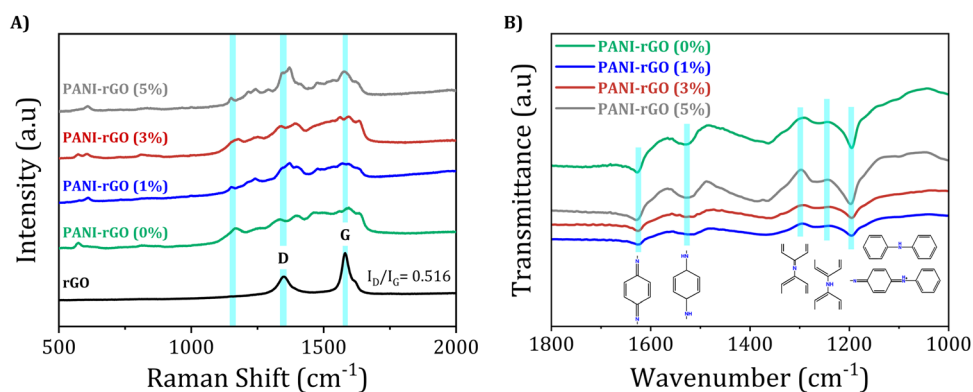 A)
Intensity (a.u)
PANI-rGO (5%)
PANI-rGO (3%)
PANI-rGO (1%)
PANI-rGO (0%)
rGO
D
G
I_D/I_G= 0.516
500
1000
1500
2000
Raman Shift (cm⁻¹)
B)
Transmittance (a.u)
PANI-rGO (0%)
PANI-rGO (1%)
PANI-rGO (3%)
PANI-rGO (5%)
1800
1600
1400
1200
1000
Wavenumber (cm⁻¹)